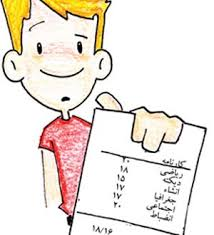 کارنامه ۲۰
ریاضی ۱۸
دیکته ۱۵
انشاء ۱۷
جغرافیا ۱۷
اجتماعی ۲۰
انضباط
۱۸/۱۶